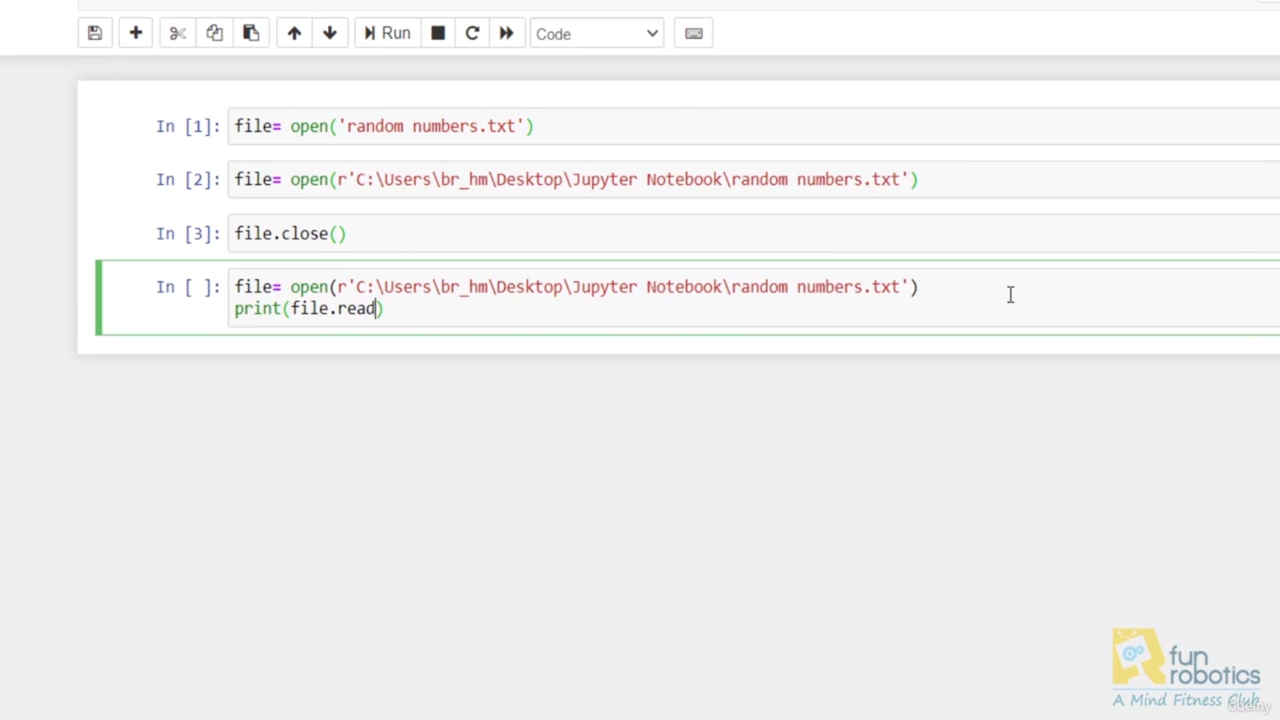 Run
Code
In [1]: file= open('random numbers.txt')
In [2]: file= open(r'C:\Users\br_hm\Desktop\Jupyter Notebook\random numbers.txt')
In [3]: file.close()
In [ ]: file= open(r'C:\Users\br_hm\Desktop\Jupyter Notebook\random numbers.txt')
print(file.read)
fun
robotics
A Mind Fitness Club
udemy